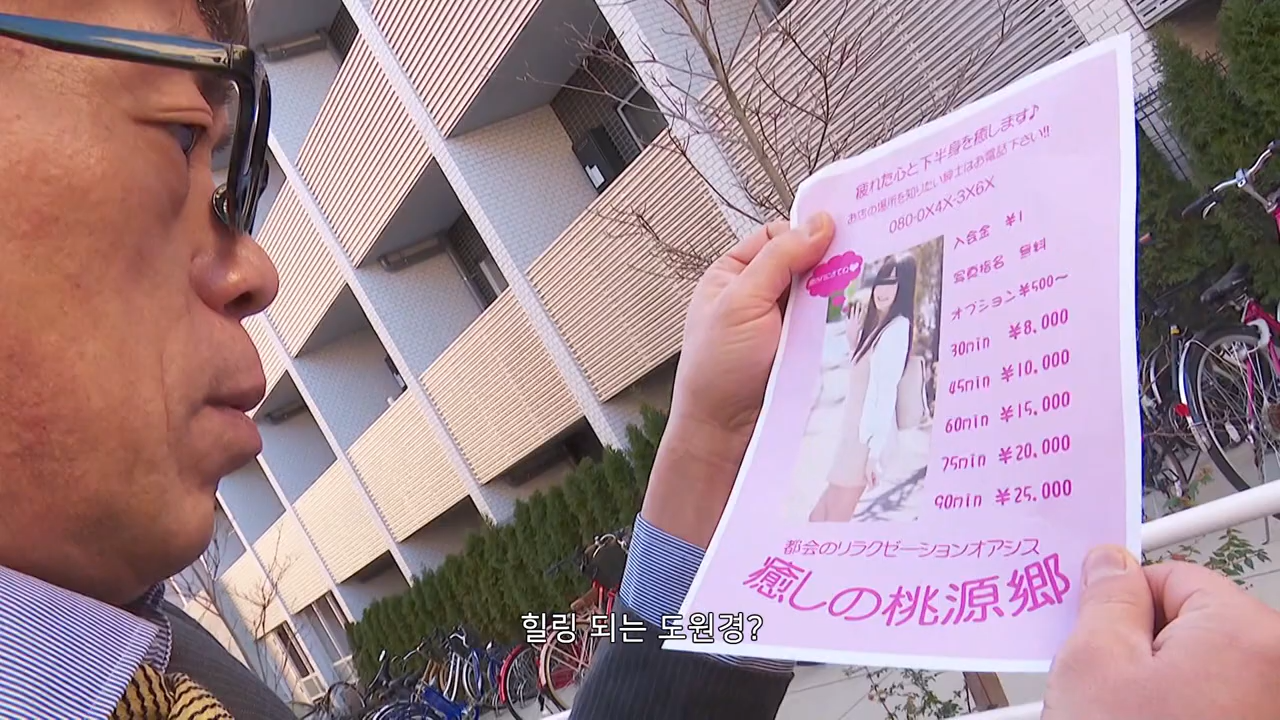 疲れた心と下半身を癒します♪
お店の場所を知りたい紳士はお電話下さい!!
080-0X4X-3X6X
入会金 ¥1
写真指名 無料
オプション¥500〜
30min ¥8,000
45min ¥10,000
60min ¥15,000
75min ¥20,000
90min ¥25,000
都会のリラクゼーションオアシス
癒しの桃源郷
힐링 되는 도원경?